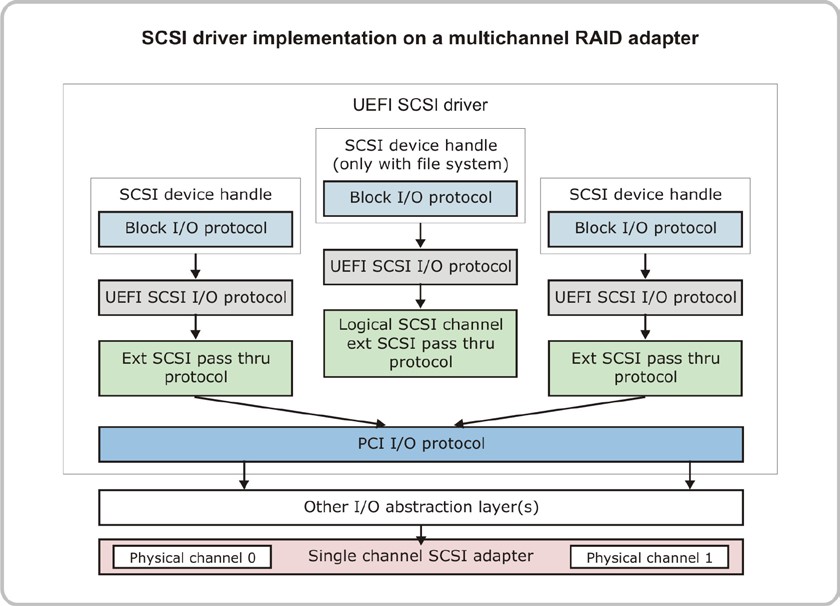 SCSI driver implementation on a multichannel RAID adapter
UEFI SCSI driver
SCSI device handle
Block I/O protocol
UEFI SCSI I/O protocol
Ext SCSI pass thru
protocol
SCSI device handle
(only with file system)
Block I/O protocol
UEFI SCSI I/O protocol
Logical SCSI channel
ext SCSI pass thru
protocol
SCSI device handle
Block I/O protocol
UEFI SCSI I/O protocol
Ext SCSI pass thru
protocol
PCI I/O protocol
Other I/O abstraction layer(s)
Physical channel 0
Single channel SCSI adapter
Physical channel 1